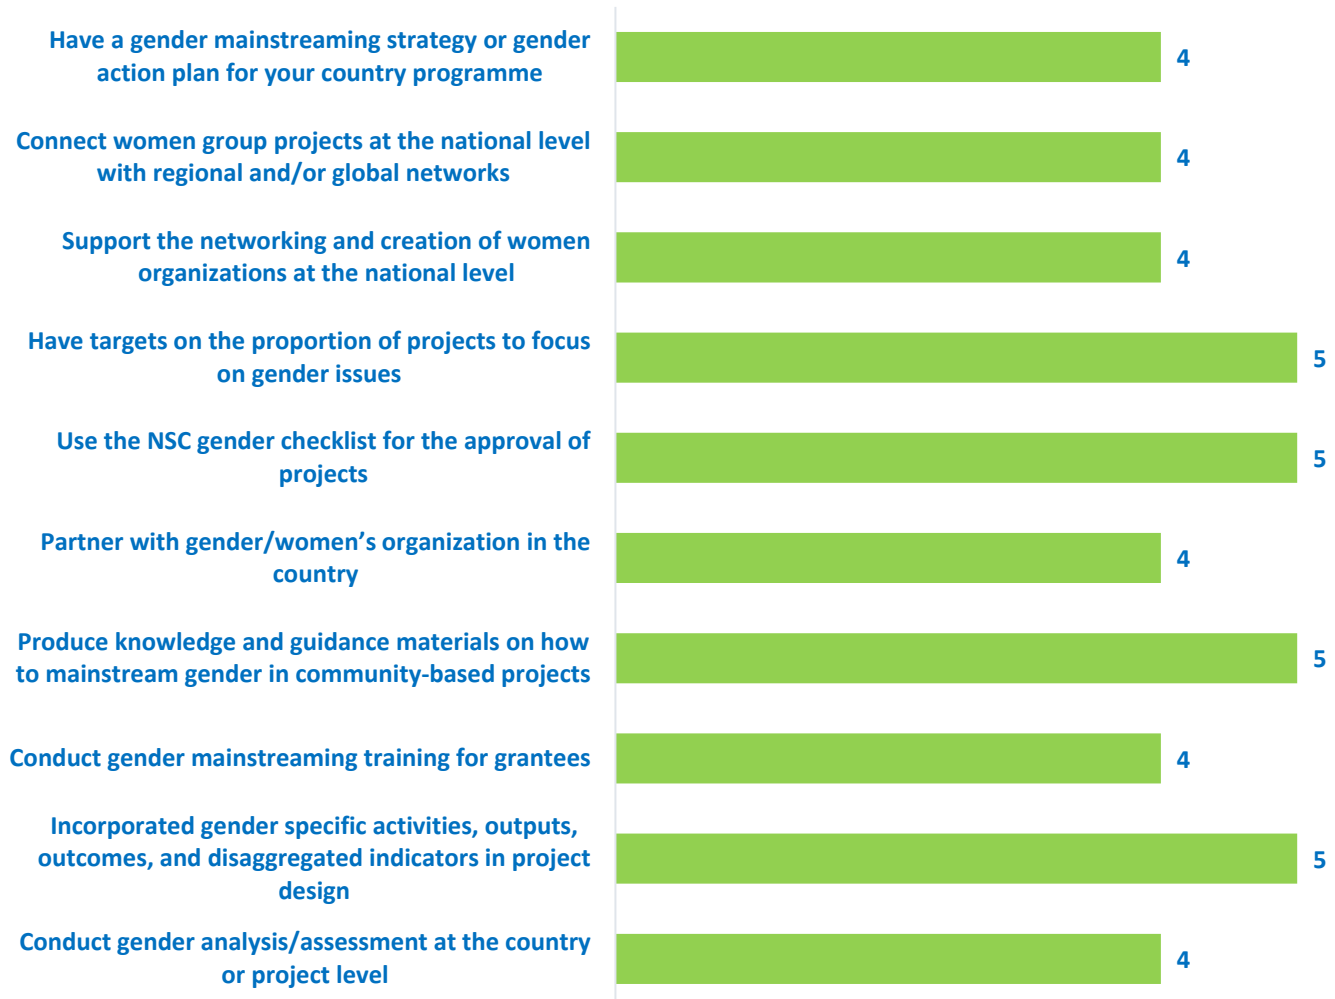 Have a gender mainstreaming strategy or gender
action plan for your country programme
4
Connect women group projects at the national level
with regional and/or global networks
4
Support the networking and creation of women
organizations at the national level
4
Have targets on the proportion of projects to focus
on gender issues
5
Use the NSC gender checklist for the approval of
projects
5
Partner with gender/women’s organization in the
country
4
Produce knowledge and guidance materials on how
to mainstream gender in community-based projects
5
Conduct gender mainstreaming training for grantees
4
Incorporated gender specific activities, outputs,
outcomes, and disaggregated indicators in project
design
5
Conduct gender analysis/assessment at the country
or project level
4